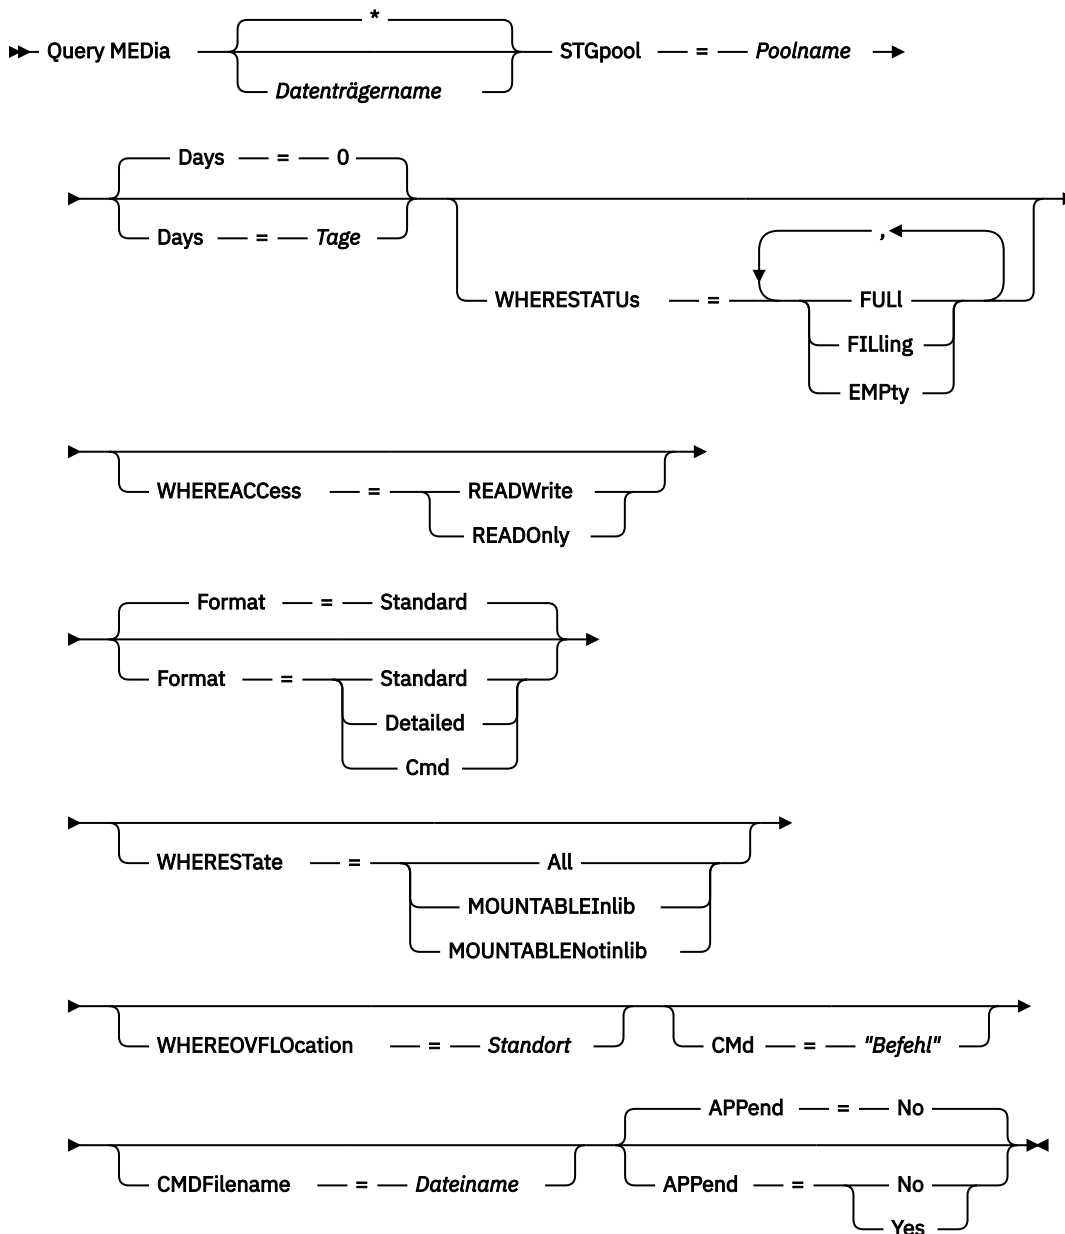 *
Query MEDia STGpool = Poolname
Datenträgername
Days = 0
Days = Tage
,
WHERESTATUs = FULl
FILling
EMPty
WHEREACCess = READWrite
READOnly
Format = Standard
Format = Standard
Detailed
Cmd
WHERESTate = All
MOUNTABLEInlib
MOUNTABLENotinlib
WHEREOVFLOcation = Standort CMd = "Befehl"
APPend = No
CMDFilename = Dateiname APPend = No
Yes